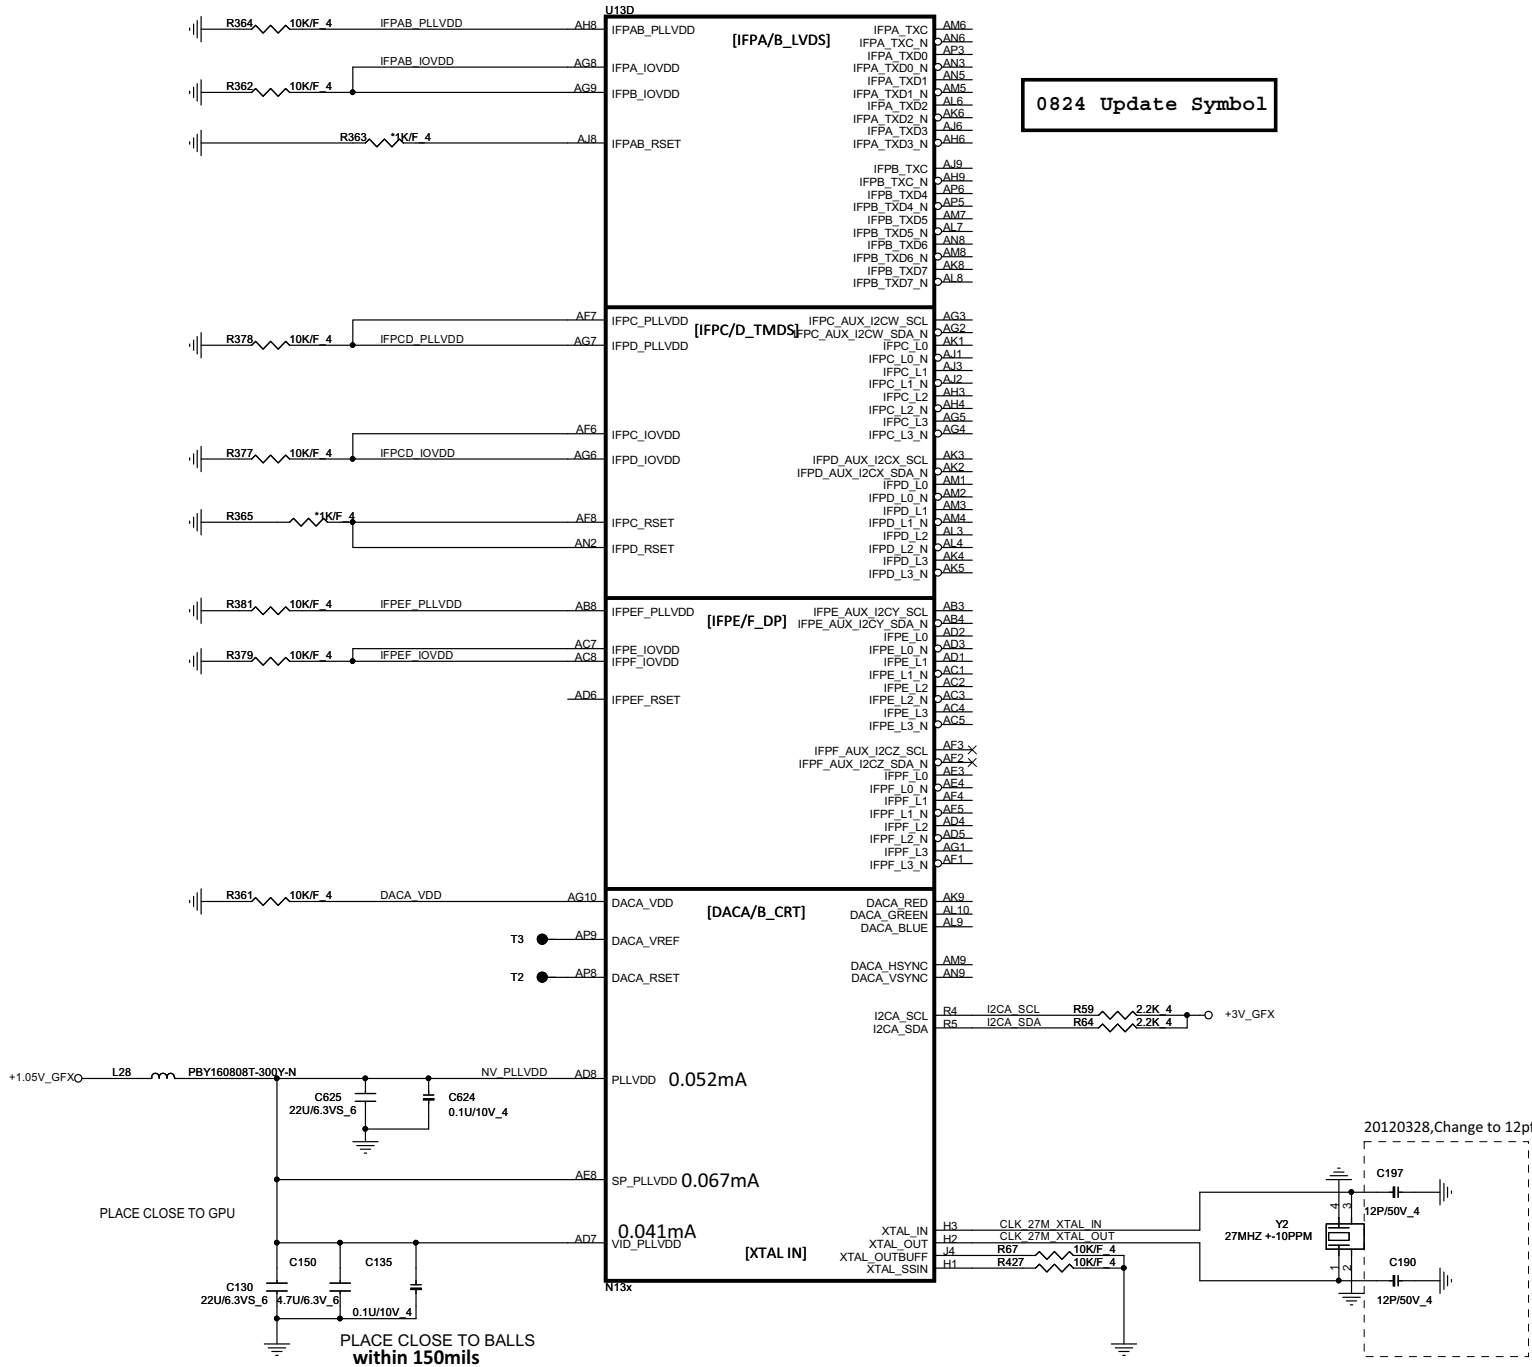 U13D
R364 10K/F_4 IFPAB_PLLVDD AH8 IFPAB_PLLVDD
[IFPA/B_LVDS]
IFPAB_IOVDD AG8 IFPA_IOVDD
R362 10K/F_4 AG9 IFPB_IOVDD
R363 *1K/F_4 AJ8 IFPAB_RSET
IFPA_TXC AM6
IFPA_TXC_N AN6
IFPA_TXD0 AP3
IFPA_TXD0_N AN3
IFPA_TXD1 AN5
IFPA_TXD1_N AM5
IFPA_TXD2 AL6
IFPA_TXD2_N AK6
IFPA_TXD3 AJ6
IFPA_TXD3_N AH6
IFPB_TXC AJ9
IFPB_TXC_N AH9
IFPB_TXD4 AP6
IFPB_TXD4_N AP5
IFPB_TXD5 AM7
IFPB_TXD5_N AL7
IFPB_TXD6 AN8
IFPB_TXD6_N AM8
IFPB_TXD7 AK8
IFPB_TXD7_N AL8
0824 Update Symbol
AF7 IFPC_PLLVDD
[IFPC/D_TMDS]
R378 10K/F_4 IFPCD_PLLVDD AG7 IFPD_PLLVDD
AF6 IFPC_IOVDD
R377 10K/F_4 IFPCD_IOVDD AG6 IFPD_IOVDD
R365 *1K/F_4 AF8 IFPC_RSET
AN2 IFPD_RSET
IFPC_AUX_I2CW_SCL AG3
IFPC_AUX_I2CW_SDA_N AG2
IFPC_L0 AK1
IFPC_L0_N AJ1
IFPC_L1 AJ3
IFPC_L1_N AJ2
IFPC_L2 AH3
IFPC_L2_N AH4
IFPC_L3 AG5
IFPC_L3_N AG4
IFPD_AUX_I2CX_SCL AK3
IFPD_AUX_I2CX_SDA_N AK2
IFPD_L0 AM1
IFPD_L0_N AM2
IFPD_L1 AM3
IFPD_L1_N AM4
IFPD_L2 AL3
IFPD_L2_N AL4
IFPD_L3 AK4
IFPD_L3_N AK5
R381 10K/F_4 IFPEF_PLLVDD AB8 IFPEF_PLLVDD
[IFPE/F_DP]
AC7 IFPE_IOVDD
R379 10K/F_4 IFPEF_IOVDD AC8 IFPF_IOVDD
AD6 IFPEF_RSET
IFPE_AUX_I2CY_SCL AB3
IFPE_AUX_I2CY_SDA_N AB4
IFPE_L0 AD2
IFPE_L0_N AD3
IFPE_L1 AD1
IFPE_L1_N AC1
IFPE_L2 AC2
IFPE_L2_N AC3
IFPE_L3 AC4
IFPE_L3_N AC5
IFPF_AUX_I2CZ_SCL AF3
IFPF_AUX_I2CZ_SDA_N AF2
IFPF_L0 AE3
IFPF_L0_N AE4
IFPF_L1 AF4
IFPF_L1_N AF5
IFPF_L2 AD4
IFPF_L2_N AD5
IFPF_L3 AG1
IFPF_L3_N AF1
R361 10K/F_4 DACA_VDD AG10 DACA_VDD
[DACA/B_CRT]
T3 AP9 DACA_VREF
T2 AP8 DACA_RSET
DACA_RED AK9
DACA_GREEN AL10
DACA_BLUE AL9
DACA_HSYNC AM9
DACA_VSYNC AN9
I2CA_SCL R4 I2CA_SCL R59 2.2K_4 +3V_GFX
I2CA_SDA R5 I2CA_SDA R64 2.2K_4
+1.05V_GFX L28 PBY160808T-300Y-N NV_PLLVDD AD8 PLLVDD 0.052mA
C625
22U/6.3VS_6
C624
0.1U/10V_4
AE8 SP_PLLVDD 0.067mA
PLACE CLOSE TO GPU
0.041mA
AD7 VID_PLLVDD
[XTAL IN]
C130
22U/6.3VS_6
C150
4.7U/6.3V_6
C135
0.1U/10V_4
PLACE CLOSE TO BALLS
within 150mils
N13x
XTAL_IN H3 CLK_27M_XTAL_IN
XTAL_OUT H2 CLK_27M_XTAL_OUT
XTAL_OUTBUFF J4 R67 10K/F_4
XTAL_SSIN H1 R427 10K/F_4
20120328,Change to 12pf
C197
12P/50V_4
4 3
Y2
27MHZ +-10PPM
1 2
C190
12P/50V_4